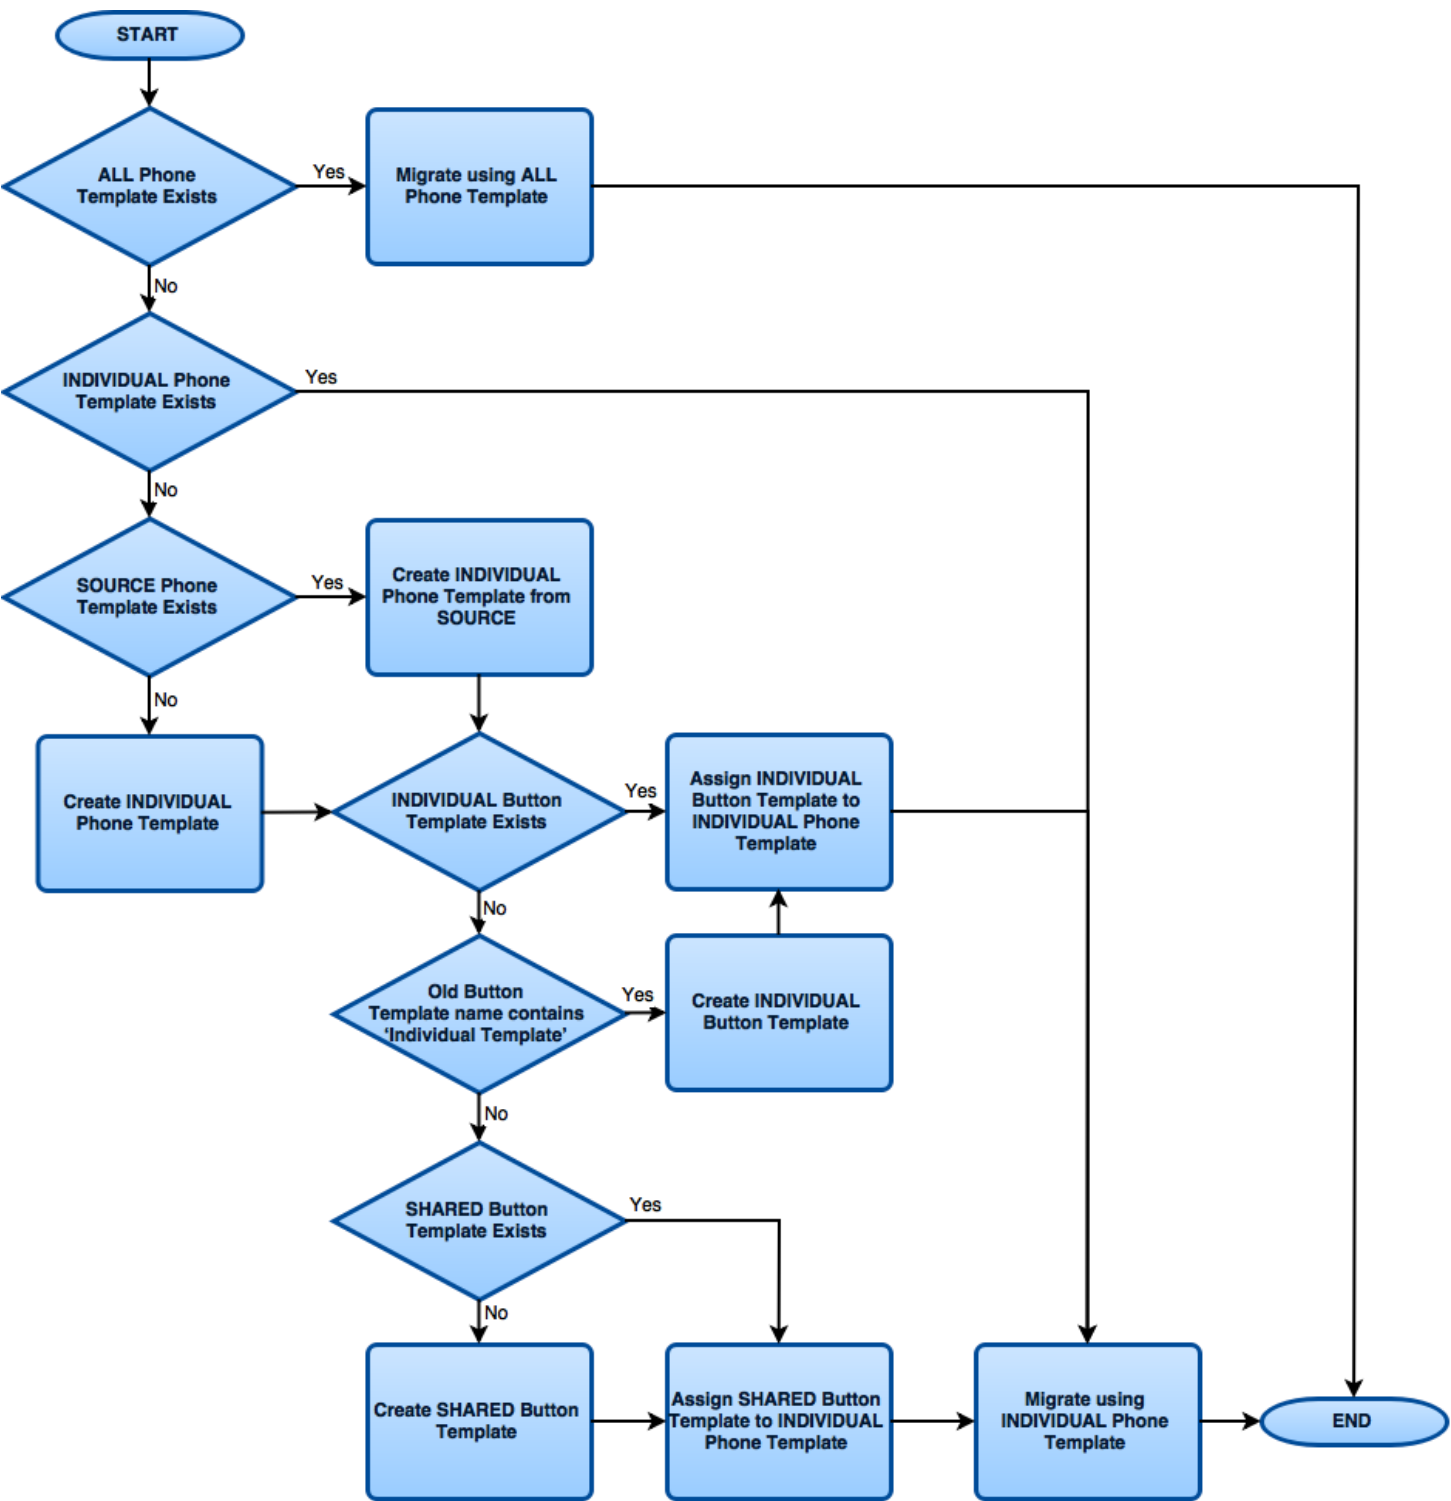 START
ALL Phone
Template Exists
Yes
Migrate using ALL
Phone Template
No
INDIVIDUAL Phone
Template Exists
Yes
No
SOURCE Phone
Template Exists
Yes
Create INDIVIDUAL
Phone Template from
SOURCE
No
Create INDIVIDUAL
Phone Template
INDIVIDUAL Button
Template Exists
Yes
Assign INDIVIDUAL
Button Template to
INDIVIDUAL Phone
Template
No
Old Button
Template name contains
‘Individual Template’
Yes
Create INDIVIDUAL
Button Template
No
SHARED Button
Template Exists
Yes
No
Create SHARED Button
Template
Assign SHARED Button
Template to INDIVIDUAL
Phone Template
Migrate using
INDIVIDUAL Phone
Template
END